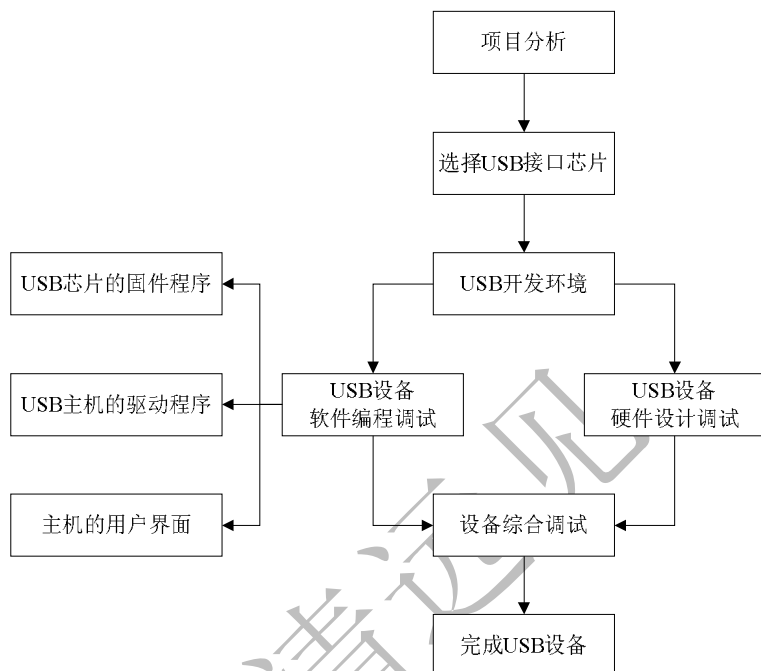 项目分析
选择USB接口芯片
USB芯片的固件程序
USB开发环境
USB主机的驱动程序
USB设备
软件编程调试
USB设备
硬件设计调试
主机的用户界面
设备综合调试
完成USB设备
清远见